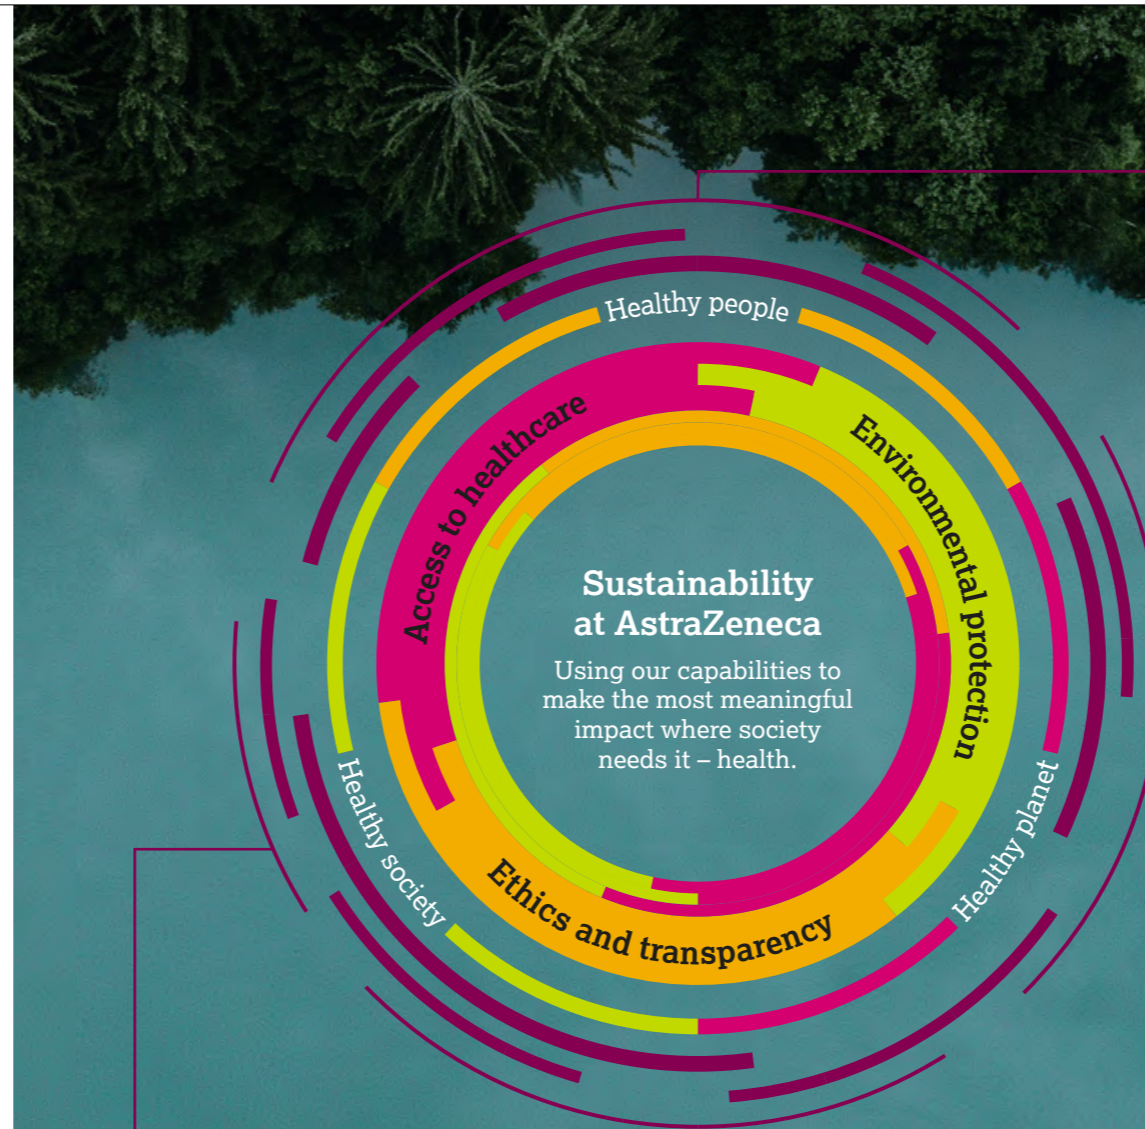 Healthy people
Access to healthcare
Environmental protection
Sustainability
at AstraZeneca
Using our capabilities to
make the most meaningful
impact where society
needs it – health.
Healthy society
Healthy planet
Ethics and transparency